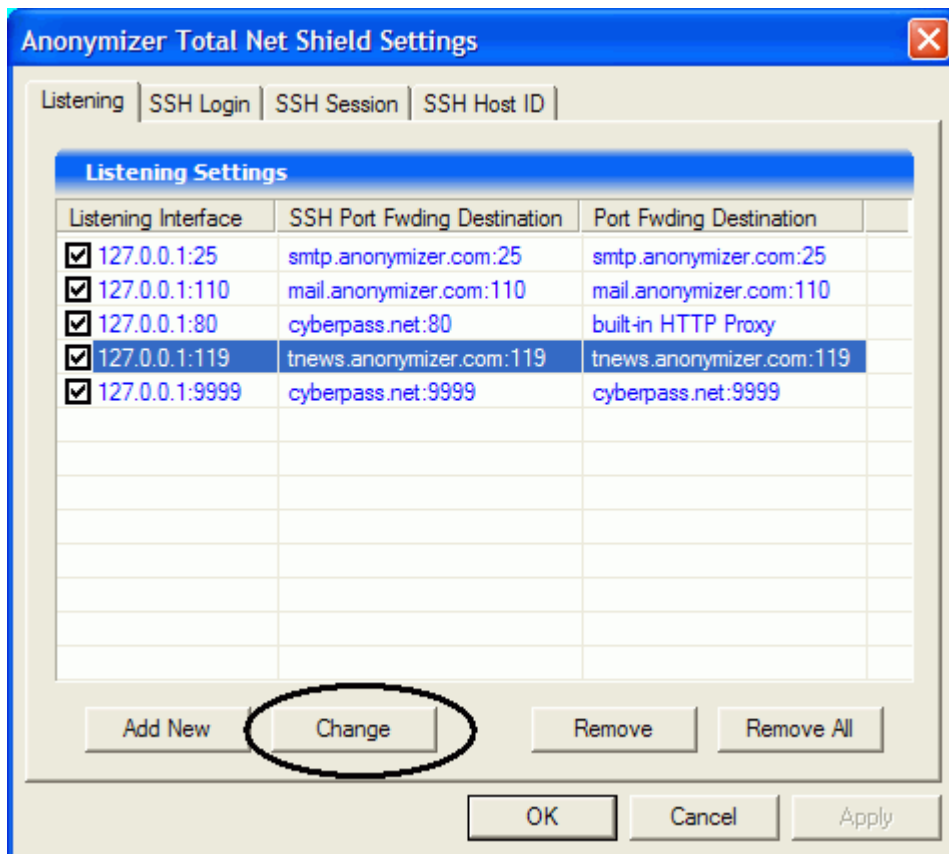 Anonymizer Total Net Shield Settings
Listening SSH Login SSH Session SSH Host ID
Listening Settings
Listening Interface SSH Port Fwding Destination Port Fwding Destination
127.0.0.1:25 smtp.anonymizer.com:25 smtp.anonymizer.com:25
127.0.0.1:110 mail.anonymizer.com:110 mail.anonymizer.com:110
127.0.0.1:80 cyberpass.net:80 built-in HTTP Proxy
127.0.0.1:119 tnews.anonymizer.com:119 tnews.anonymizer.com:119
127.0.0.1:9999 cyberpass.net:9999 cyberpass.net:9999
Add New Change Remove Remove All
OK Cancel Apply